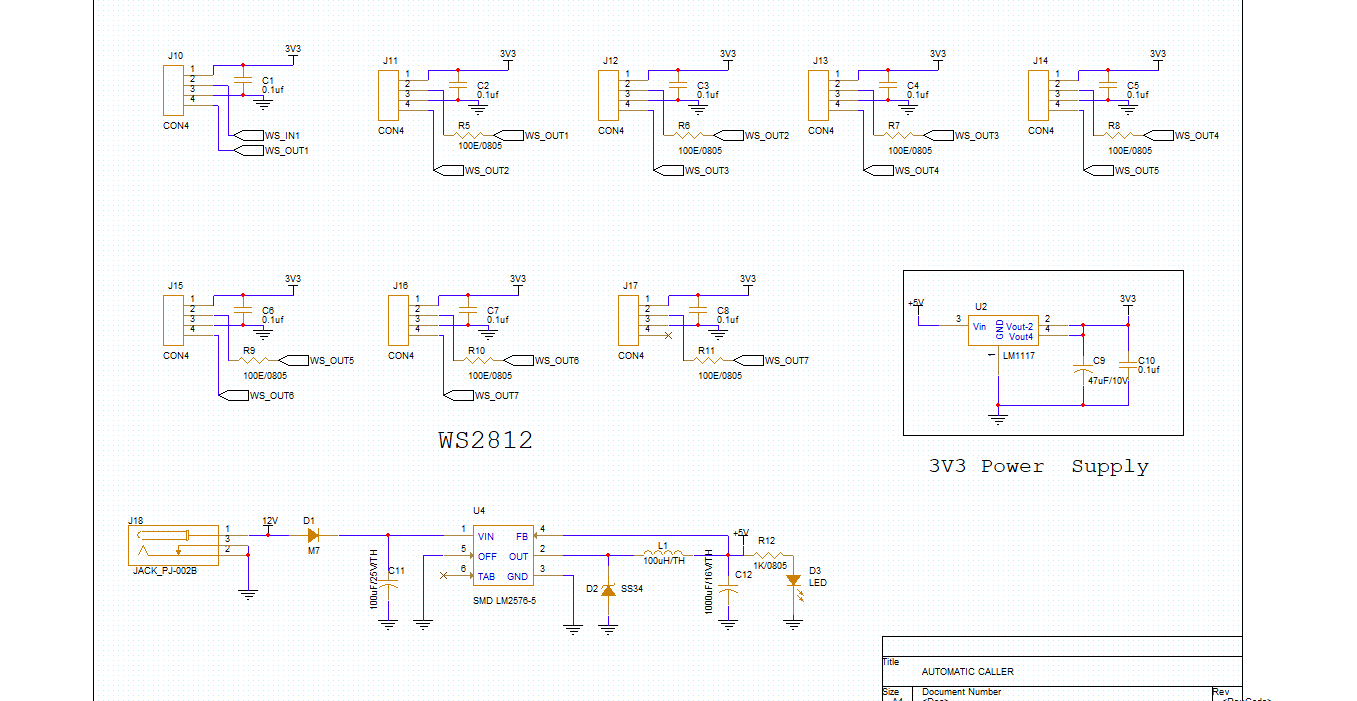 J10
3V3
1
2
3
4
C1
0.1uf
CON4
WS_IN1
WS_OUT1
J11
3V3
1
2
3
4
C2
0.1uf
CON4
R5
WS_OUT1
100E/0805
WS_OUT2
J12
3V3
1
2
3
4
C3
0.1uf
CON4
R6
WS_OUT2
100E/0805
WS_OUT3
J13
3V3
1
2
3
4
C4
0.1uf
CON4
R7
WS_OUT3
100E/0805
WS_OUT4
J14
3V3
1
2
3
4
C5
0.1uf
CON4
R8
WS_OUT4
100E/0805
WS_OUT5
J15
3V3
1
2
3
4
C6
0.1uf
CON4
R9
WS_OUT5
100E/0805
WS_OUT6
J16
3V3
1
2
3
4
C7
0.1uf
CON4
R10
WS_OUT6
100E/0805
WS_OUT7
J17
3V3
1
2
3
4
C8
0.1uf
CON4
R11
WS_OUT7
100E/0805
WS2812
+5V
U2
3V3
3
Vin
GND
Vout-2
Vout4
2
4
1
LM1117
C9
47uF/10V
C10
0.1uf
3V3 Power Supply
J18
1
3
2
JACK_PJ-002B
12V
D1
M7
100uF/25V/TH
C11
U4
1
VIN
FB
4
5
OFF
OUT
2
6
TAB
GND
3
SMD LM2576-5
D2
SS34
L1
100uH/TH
+5V
1000uF/16V/TH
C12
R12
1K/0805
D3
LED
Title
AUTOMATIC CALLER
Size
Document Number
Rev